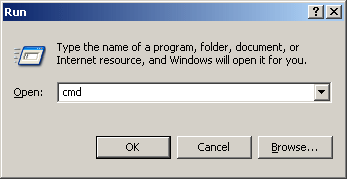 Run
Type the name of a program, folder, document, or
Internet resource, and Windows will open it for you.
Open: cmd
OK Cancel Browse...